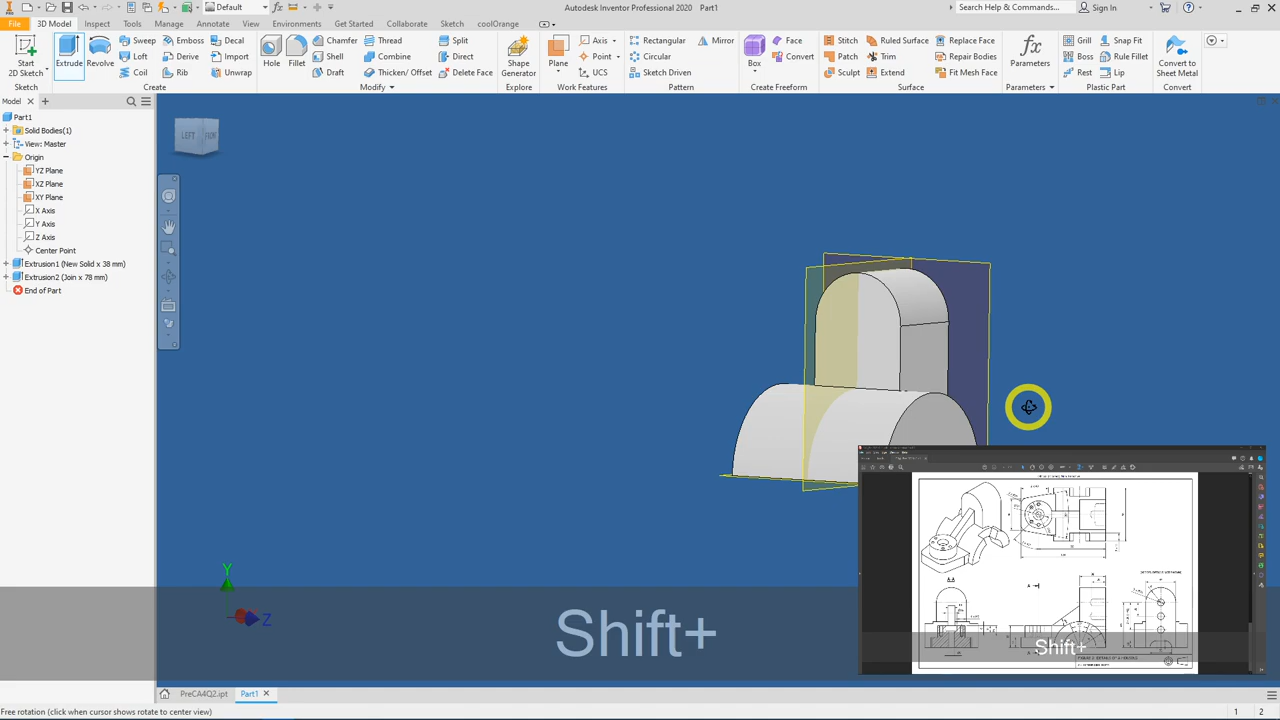 Default
Part1
Autodesk Inventor Professional 2020
Search Help & Commands...
Sign In
File
3D Model
Inspect
Tools
Manage
Annotate
View
Environments
Get Started
Collaborate
Sketch
coolOrange
Start
2D Sketch
Sketch
Extrude
Revolve
Sweep
Loft
Coil
Emboss
Derive
Rib
Decal
Import
Unwrap
Create
Hole
Fillet
Chamfer
Shell
Draft
Thread
Combine
Thicken/ Offset
Split
Direct
Delete Face
Modify
Shape
Generator
Explore
Plane
Axis
Point
UCS
Work Features
Rectangular
Circular
Sketch Driven
Mirror
Pattern
Box
Face
Convert
Create Freeform
Stitch
Patch
Sculpt
Ruled Surface
Trim
Extend
Replace Face
Repair Bodies
Fit Mesh Face
Surface
fx
Parameters
Parameters
Grill
Boss
Rest
Snap Fit
Rule Fillet
Lip
Plastic Part
Convert to
Sheet Metal
Convert
Model
Part1
Solid Bodies(1)
View: Master
Origin
YZ Plane
XZ Plane
XY Plane
X Axis
Y Axis
Z Axis
Center Point
Extrusion1 (New Solid x 38 mm)
Extrusion2 (Join x 78 mm)
End of Part
LEFT
Y
Z
Shift+
Shift+
PreCA4Q2.ipt
Part1
Free rotation (click when cursor shows rotate to center view)
1
2